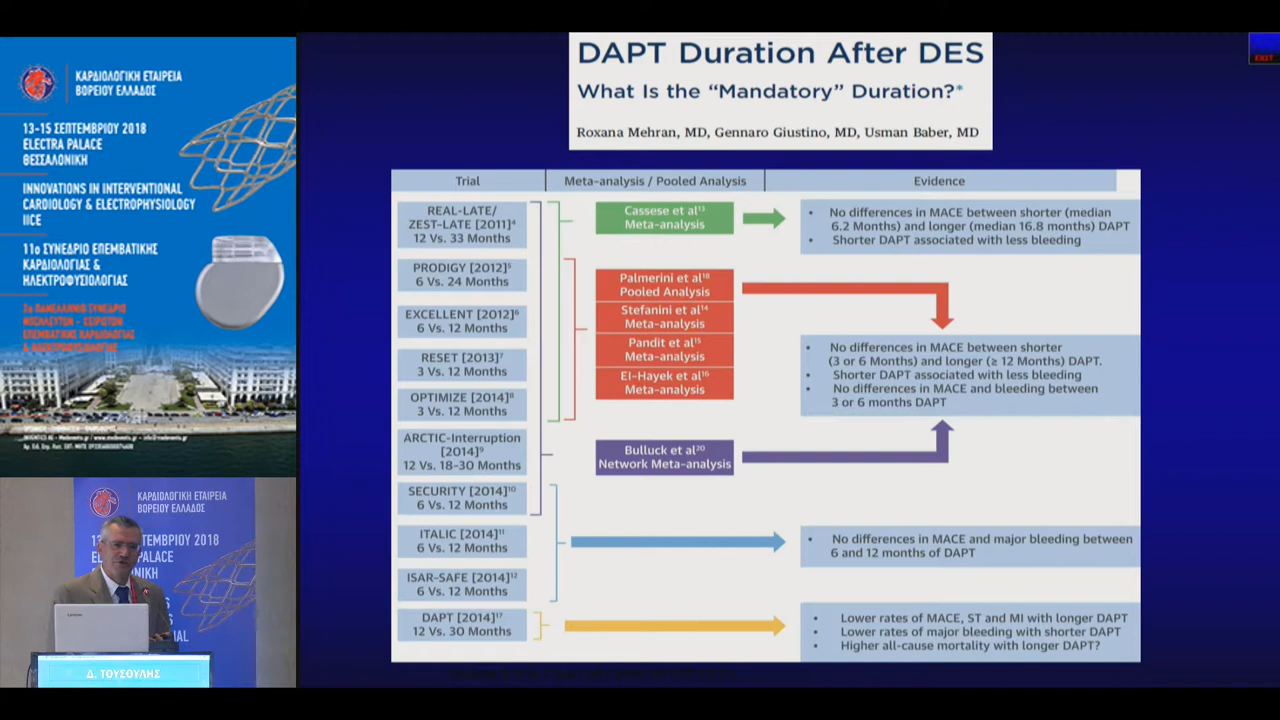 ΚΑΡΔΙΟΛΟΓΙΚΗ ΕΤΑΙΡΕΙΑ
ΒΟΡΕΙΟΥ ΕΛΛΑΔΟΣ
13-15 ΣΕΠΤΕΜΒΡΙΟΥ 2018
ELECTRA PALACE
ΘΕΣΣΑΛΟΝΙΚΗ
INNOVATIONS IN INTERVENTIONAL
CARDIOLOGY & ELECTROPHYSIOLOGY
IICE
11ο ΣΥΝΕΔΡΙΟ ΕΠΕΜΒΑΤΙΚΗΣ
ΚΑΡΔΙΟΛΟΓΙΑΣ &
ΗΛΕΚΤΡΟΦΥΣΙΟΛΟΓΙΑΣ
ΚΑΡΔΙΟΛΟΓΙΚΗ ΕΤΑΙΡΕΙΑ
ΒΟΡΕΙΟΥ ΕΛΛΑΔΟΣ
ΒΡΙΟΥ 2018
PALACE
Lenovo
Δ. ΤΟΥΣΟΥΛΗΣ
DAPT Duration After DES
What Is the “Mandatory” Duration?*
Roxana Mehran, MD, Gennaro Giustino, MD, Usman Baber, MD
EXIT
Trial
Meta-analysis / Pooled Analysis
Evidence
REAL-LATE/
ZEST-LATE [2011]⁴
12 Vs. 33 Months
PRODIGY [2012]⁵
6 Vs. 24 Months
EXCELLENT [2012]⁶
6 Vs. 12 Months
RESET [2013]⁷
3 Vs. 12 Months
OPTIMIZE [2014]⁸
3 Vs. 12 Months
ARCTIC-Interruption
[2014]⁹
12 Vs. 18-30 Months
SECURITY [2014]¹⁰
6 Vs. 12 Months
ITALIC [2014]¹¹
6 Vs. 12 Months
ISAR-SAFE [2014]¹²
6 Vs. 12 Months
DAPT [2014]¹⁷
12 Vs. 30 Months
Cassese et al¹³
Meta-analysis
Palmerini et al¹⁸
Pooled Analysis
Stefanini et al¹⁴
Meta-analysis
Pandit et al¹⁵
Meta-analysis
El-Hayek et al¹⁶
Meta-analysis
Bulluck et al²⁰
Network Meta-analysis
• No differences in MACE between shorter (median
6.2 Months) and longer (median 16.8 months) DAPT
• Shorter DAPT associated with less bleeding
• No differences in MACE between shorter
(3 or 6 Months) and longer (≥ 12 Months) DAPT.
• Shorter DAPT associated with less bleeding
• No differences in MACE and bleeding between
3 or 6 months DAPT
• No differences in MACE and major bleeding between
6 and 12 months of DAPT
• Lower rates of MACE, ST and MI with longer DAPT
• Lower rates of major bleeding with shorter DAPT
• Higher all-cause mortality with longer DAPT?